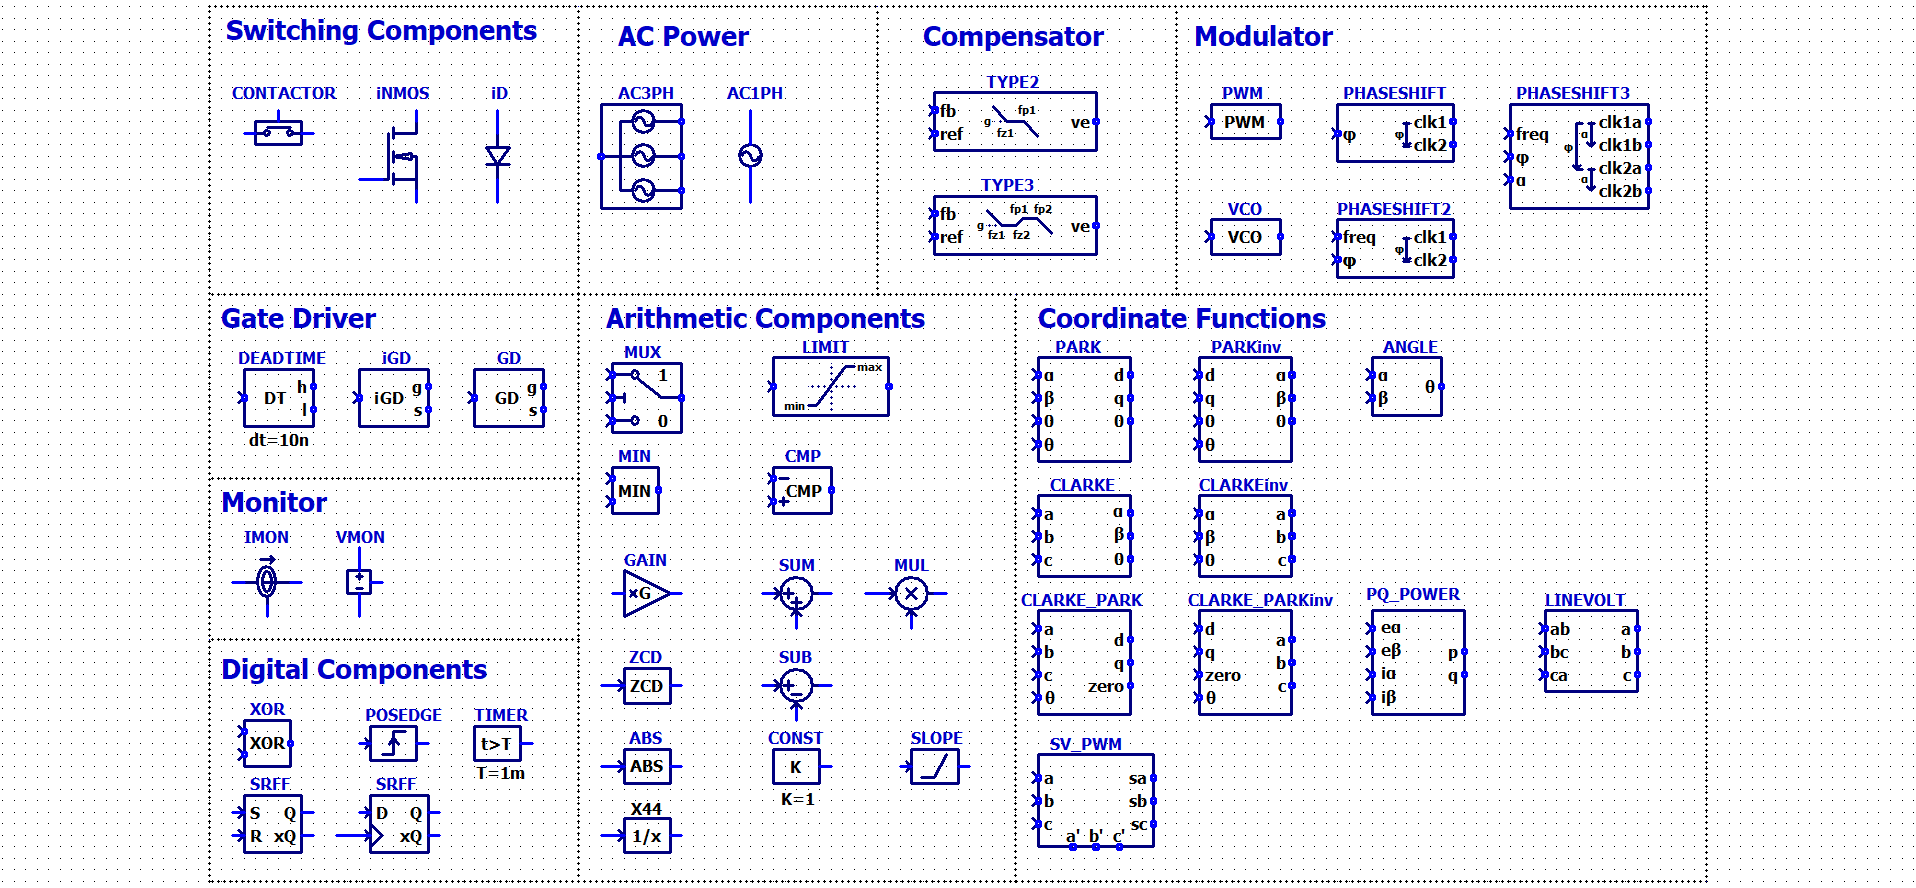 Switching Components
CONTACTOR
iNMOS
iD
AC Power
AC3PH
AC1PH
Compensator
TYPE2
fb
ref
g
fz1
fp1
ve
TYPE3
fb
ref
g
fz1
fz2
fp1 fp2
ve
Modulator
PWM
PWM
PHASESHIFT
φ
φ
clk1
clk2
PHASESHIFT3
freq
φ
α
φ
α
α
clk1a
clk1b
clk2a
clk2b
VCO
VCO
PHASESHIFT2
freq
φ
φ
clk1
clk2
Gate Driver
DEADTIME
DT
h
l
dt=10n
iGD
iGD
g
s
GD
GD
g
s
Monitor
IMON
VMON
+
-
Digital Components
XOR
XOR
POSEDGE
TIMER
t>T
T=1m
SRFF
S Q
R xQ
SRFF
D Q
xQ
Arithmetic Components
MUX
1
0
LIMIT
max
min
MIN
MIN
CMP
-
CMP
+
GAIN
×G
SUM
+
+
MUL
×
ZCD
ZCD
SUB
+
-
ABS
ABS
CONST
K
K=1
SLOPE
X44
1/x
Coordinate Functions
PARK
α d
β q
0 0
θ
PARKinv
d α
q β
0 0
θ
ANGLE
α
θ
β
CLARKE
a α
b β
c 0
CLARKEinv
α a
β b
0 c
CLARKE_PARK
a
b
c
θ
d
q
zero
CLARKE_PARKinv
d
q
zero
θ
a
b
c
PQ_POWER
eα
eβ
iα
iβ
p
q
LINEVOLT
ab a
bc b
ca c
SV_PWM
a sa
b sb
c sc
a' b' c'